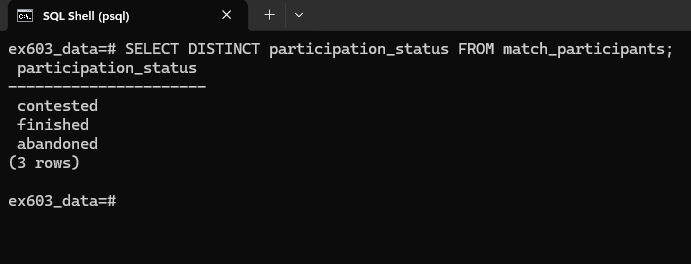 SQL Shell (psql)
ex603_data=# SELECT DISTINCT participation_status FROM match_participants;
participation_status
----------------------
contested
finished
abandoned
(3 rows)
ex603_data=#